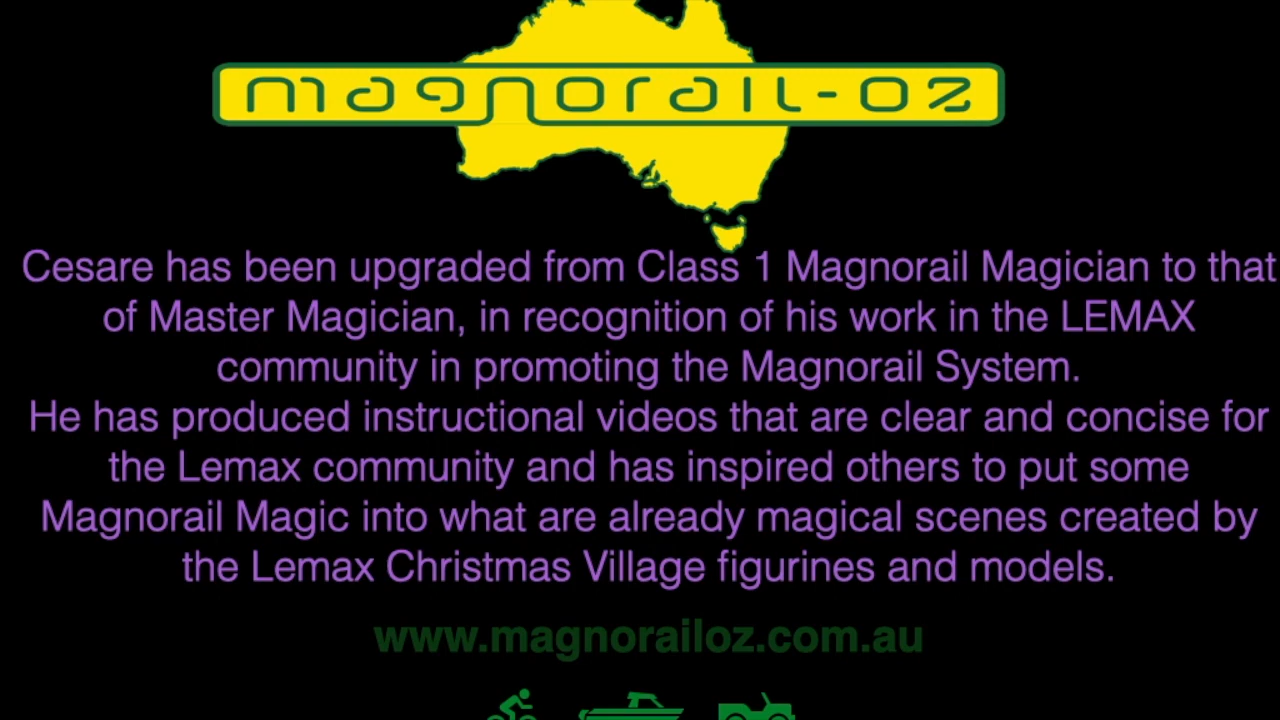 magnorail-oz
Cesare has been upgraded from Class 1 Magnorail Magician to that
of Master Magician, in recognition of his work in the LEMAX
community in promoting the Magnorail System.
He has produced instructional videos that are clear and concise for
the Lemax community and has inspired others to put some
Magnorail Magic into what are already magical scenes created by
the Lemax Christmas Village figurines and models.
www.magnorailoz.com.au